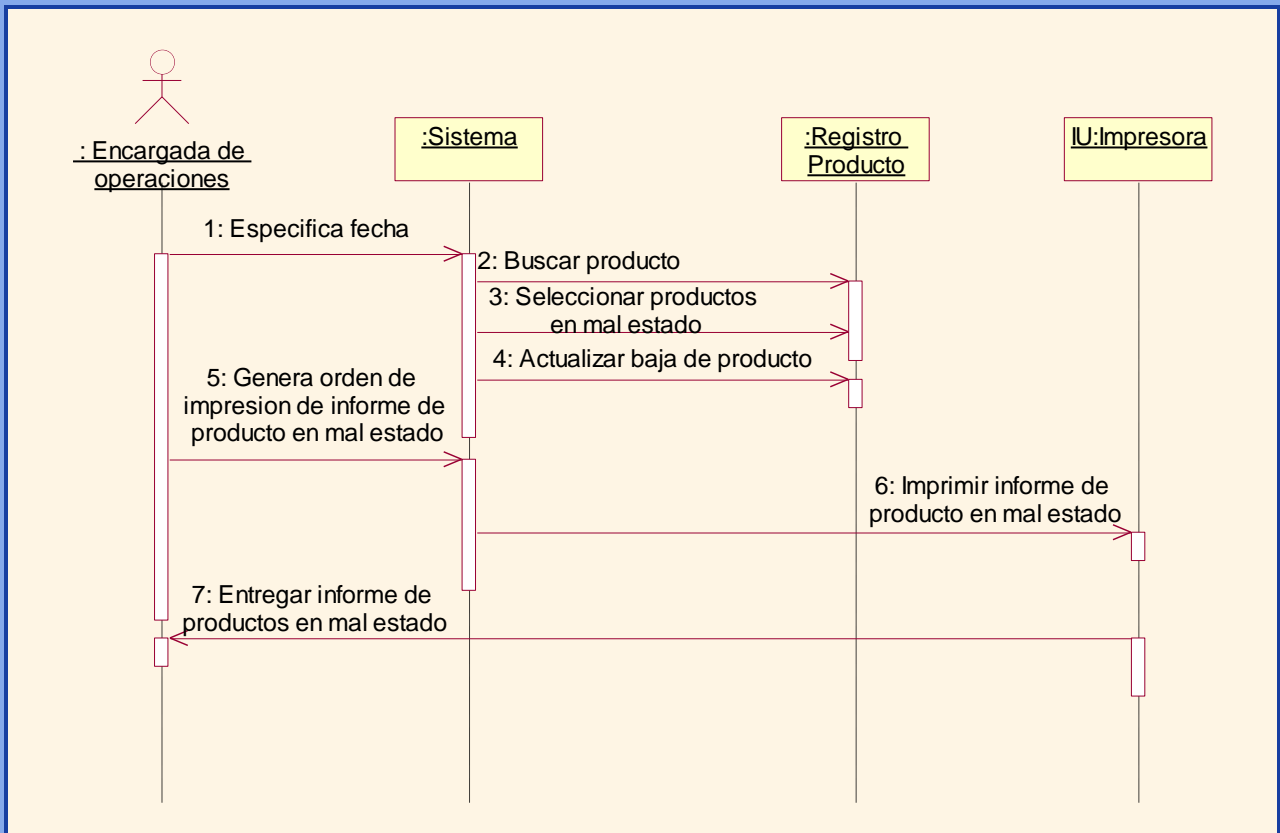 : Encargada de
operaciones
:Sistema
:Registro
Producto
IU:Impresora
1: Especifica fecha
2: Buscar producto
3: Seleccionar productos
en mal estado
4: Actualizar baja de producto
5: Genera orden de
impresion de informe de
producto en mal estado
6: Imprimir informe de
producto en mal estado
7: Entregar informe de
productos en mal estado